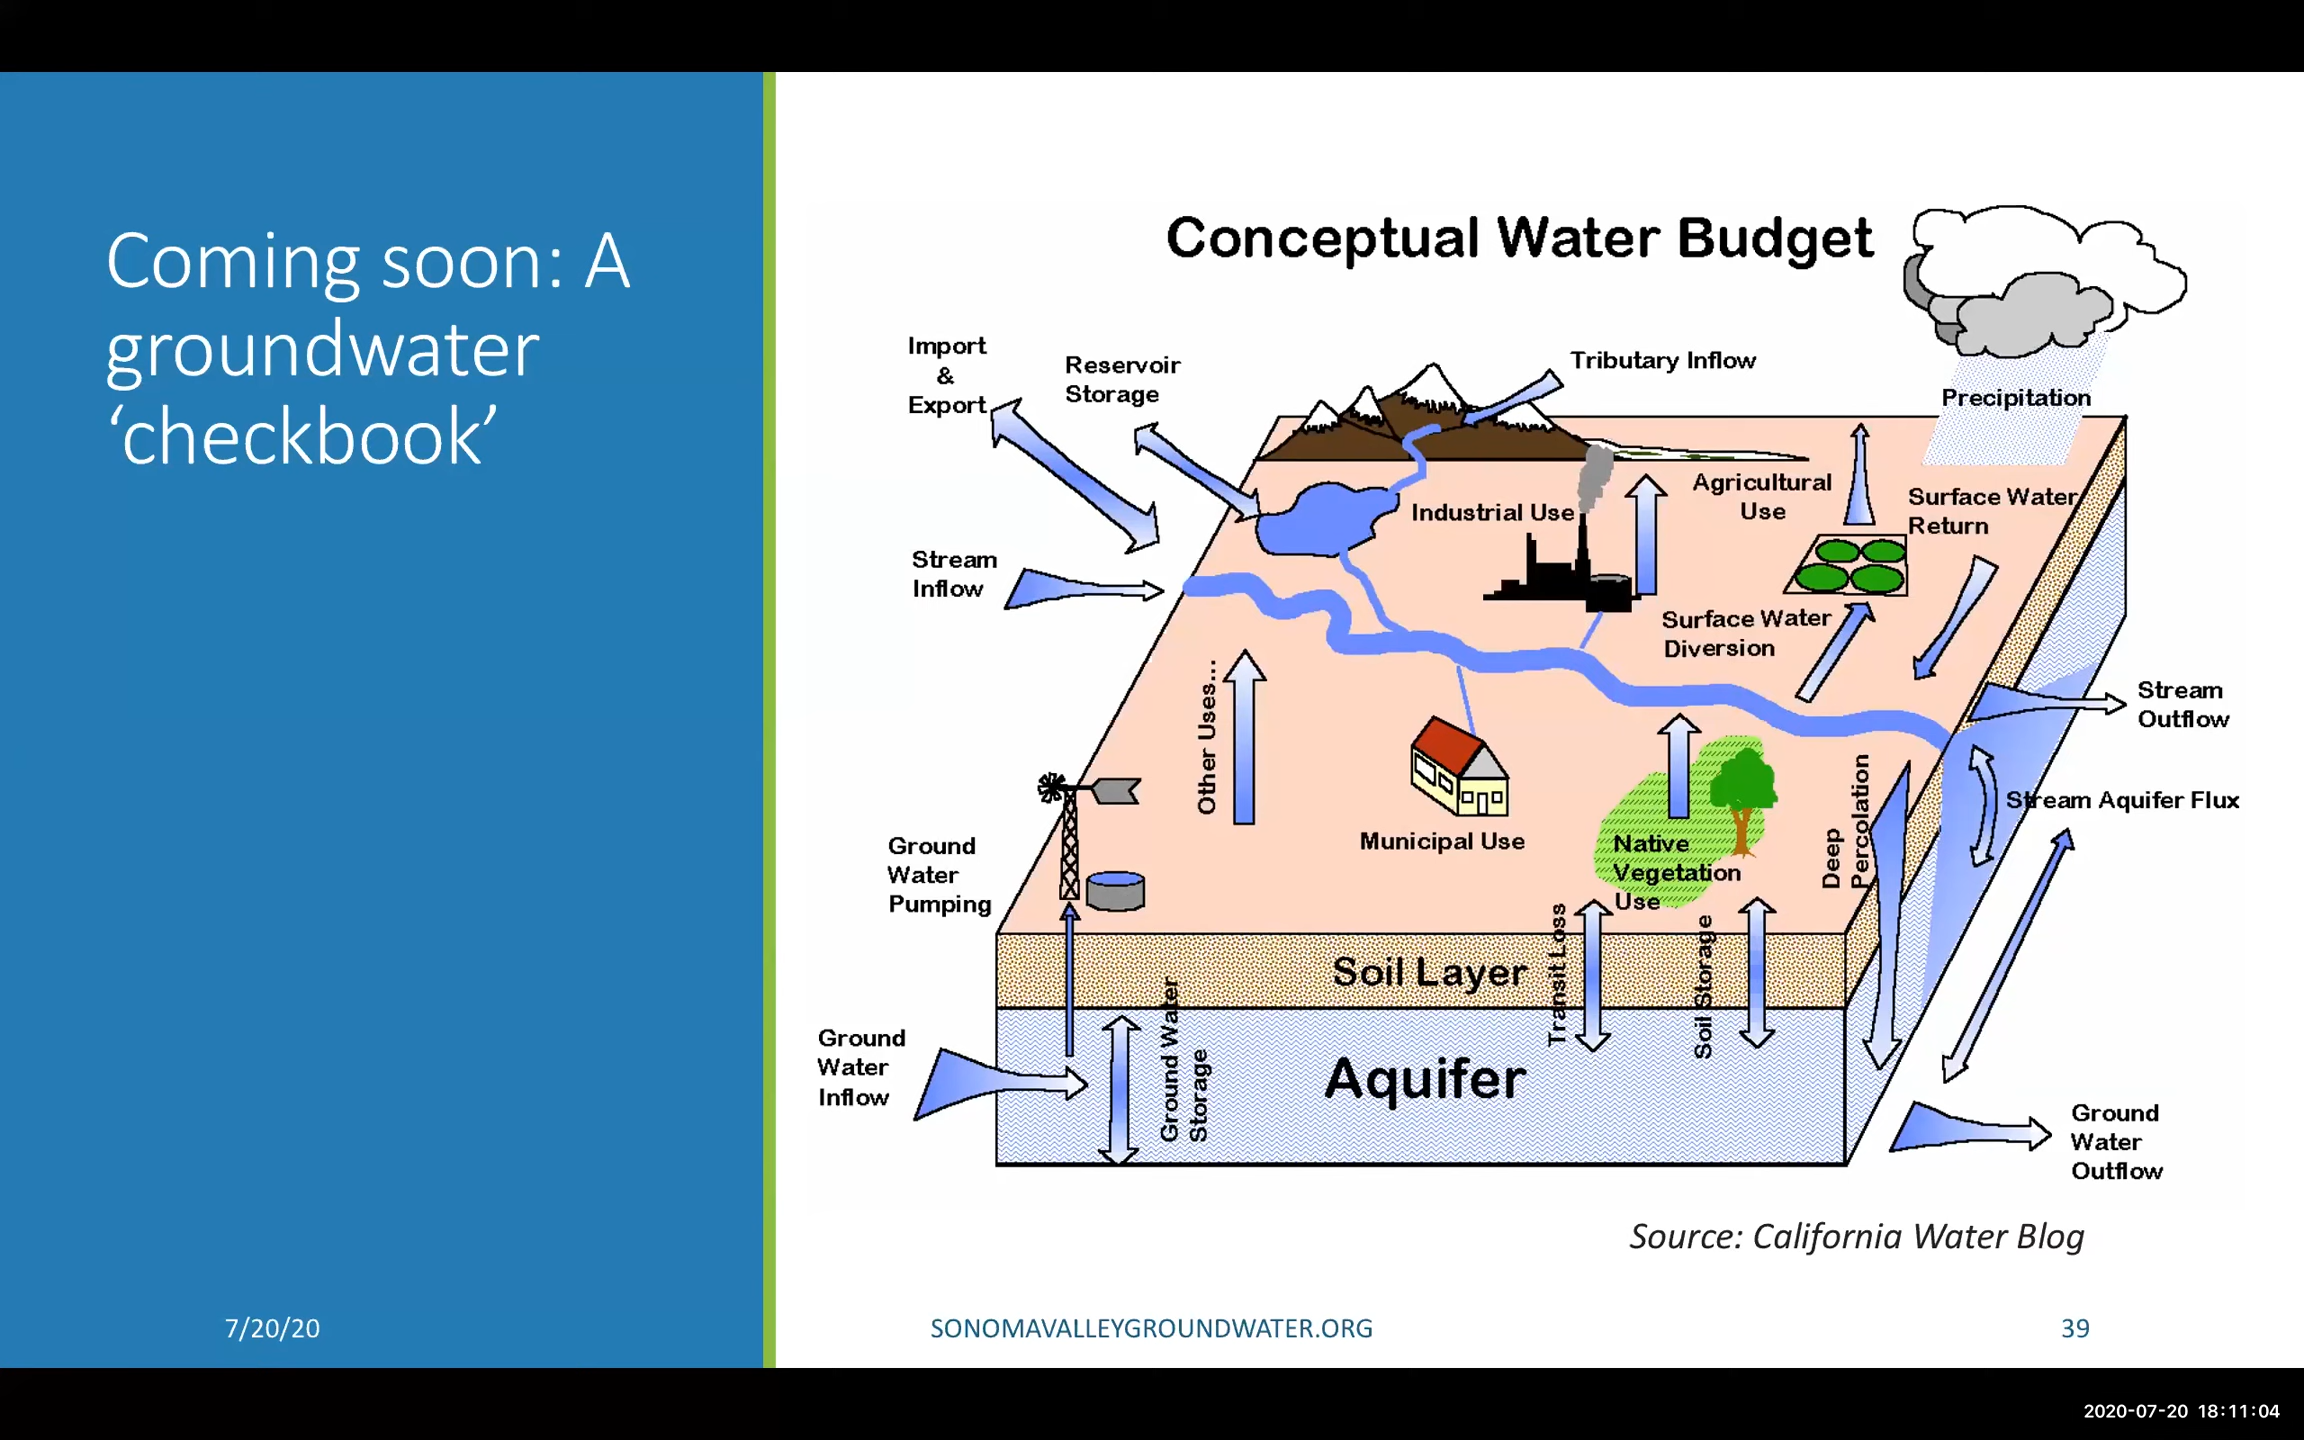 Coming soon: A
groundwater
‘checkbook’
Conceptual Water Budget
Import
&
Export
Reservoir
Storage
Tributary Inflow
Precipitation
Stream
Inflow
Industrial Use
Agricultural
Use
Surface Water
Return
Surface Water
Diversion
Stream
Outflow
Other Uses...
Municipal Use
Native
Vegetation
Use
Deep
Percolation
Stream Aquifer Flux
Ground
Water
Pumping
Soil Layer
Transit Loss
Soil Storage
Ground Water
Storage
Ground
Water
Inflow
Aquifer
Ground
Water
Outflow
Source: California Water Blog
7/20/20
SONOMAVALLEYGROUNDWATER.ORG
39
2020-07-20 18:11:04